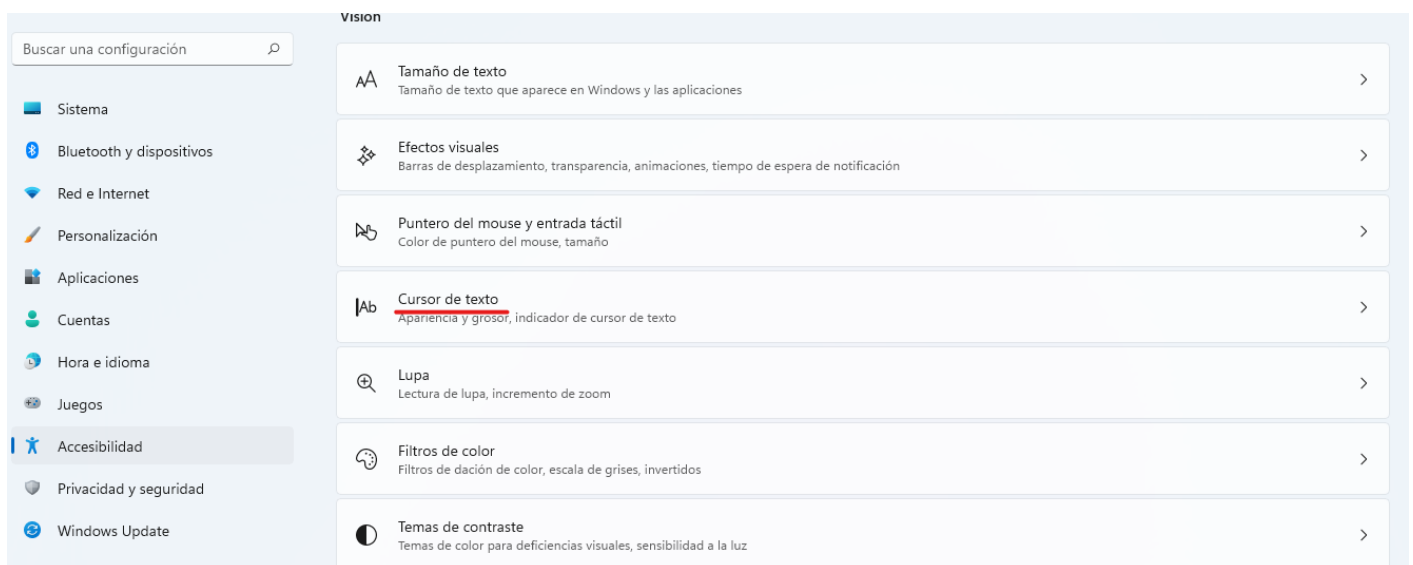 Visión
Buscar una configuración
Sistema
Bluetooth y dispositivos
Red e Internet
Personalización
Aplicaciones
Cuentas
Hora e idioma
Juegos
Accesibilidad
Privacidad y seguridad
Windows Update
AA
Tamaño de texto
Tamaño de texto que aparece en Windows y las aplicaciones
Efectos visuales
Barras de desplazamiento, transparencia, animaciones, tiempo de espera de notificación
Puntero del mouse y entrada táctil
Color de puntero del mouse, tamaño
Ab
Cursor de texto
Apariencia y grosor, indicador de cursor de texto
Lupa
Lectura de lupa, incremento de zoom
Filtros de color
Filtros de dación de color, escala de grises, invertidos
Temas de contraste
Temas de color para deficiencias visuales, sensibilidad a la luz